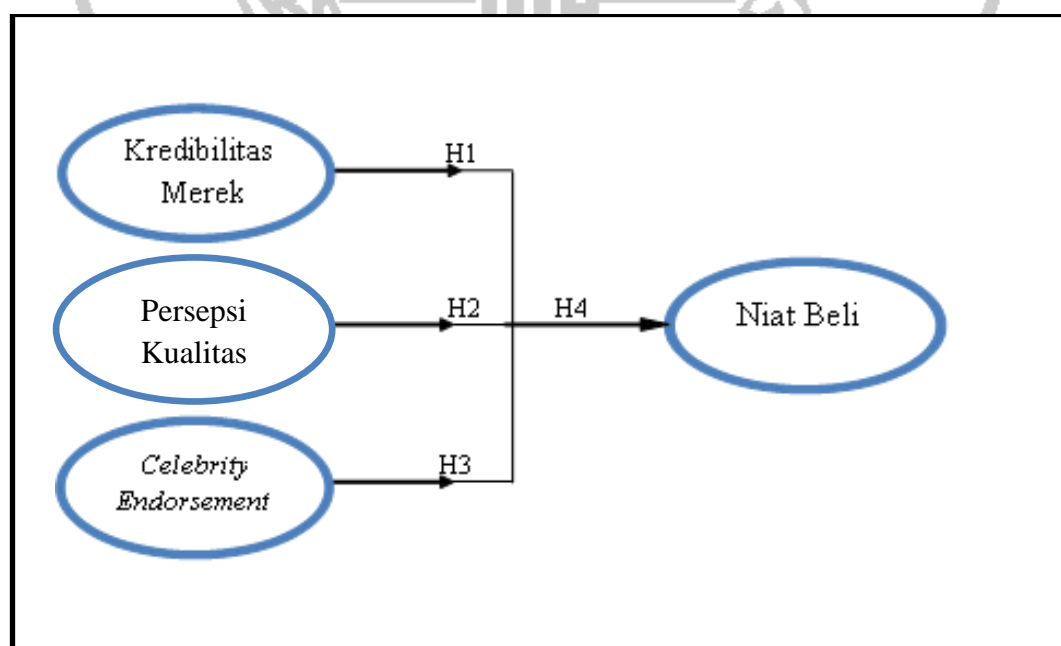 Kredibilitas
Merek
H1
Persepsi
Kualitas
H2
H4
Niat Beli
Celebrity
Endorsement
H3